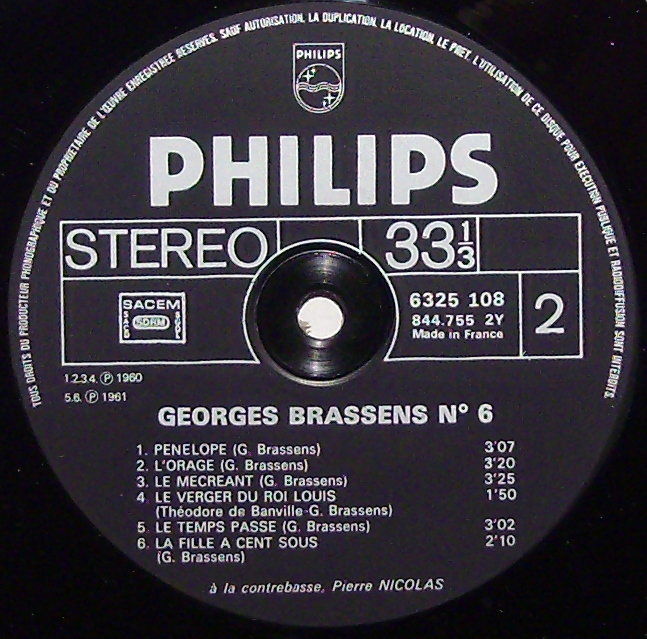 TOUS DROITS DU PRODUCTEUR PHONOGRAPHIQUE ET DU PROPRIETAIRE DE L'ŒUVRE ENREGISTREE RESERVES. SAUF AUTORISATION, LA DUPLICATION, LA LOCATION, LE PRET, L'UTILISATION DE CE DISQUE POUR EXECUTION PUBLIQUE ET RADIODIFFUSION SONT INTERDITS.
PHILIPS
PHILIPS
STEREO 33⅓
SACEM
SACD SDRM SGDL
6325 108
844.755 2Y
Made in France
2
1.2.3.4. Ⓟ 1960
5.6. Ⓟ 1961
GEORGES BRASSENS N° 6
1. PENELOPE (G. Brassens) 3'07
2. L'ORAGE (G. Brassens) 3'20
3. LE MECREANT (G. Brassens) 3'25
4. LE VERGER DU ROI LOUIS 1'50
(Théodore de Banville-G. Brassens)
5. LE TEMPS PASSE (G. Brassens) 3'02
6. LA FILLE A CENT SOUS 2'10
(G. Brassens)
à la contrebasse, Pierre NICOLAS